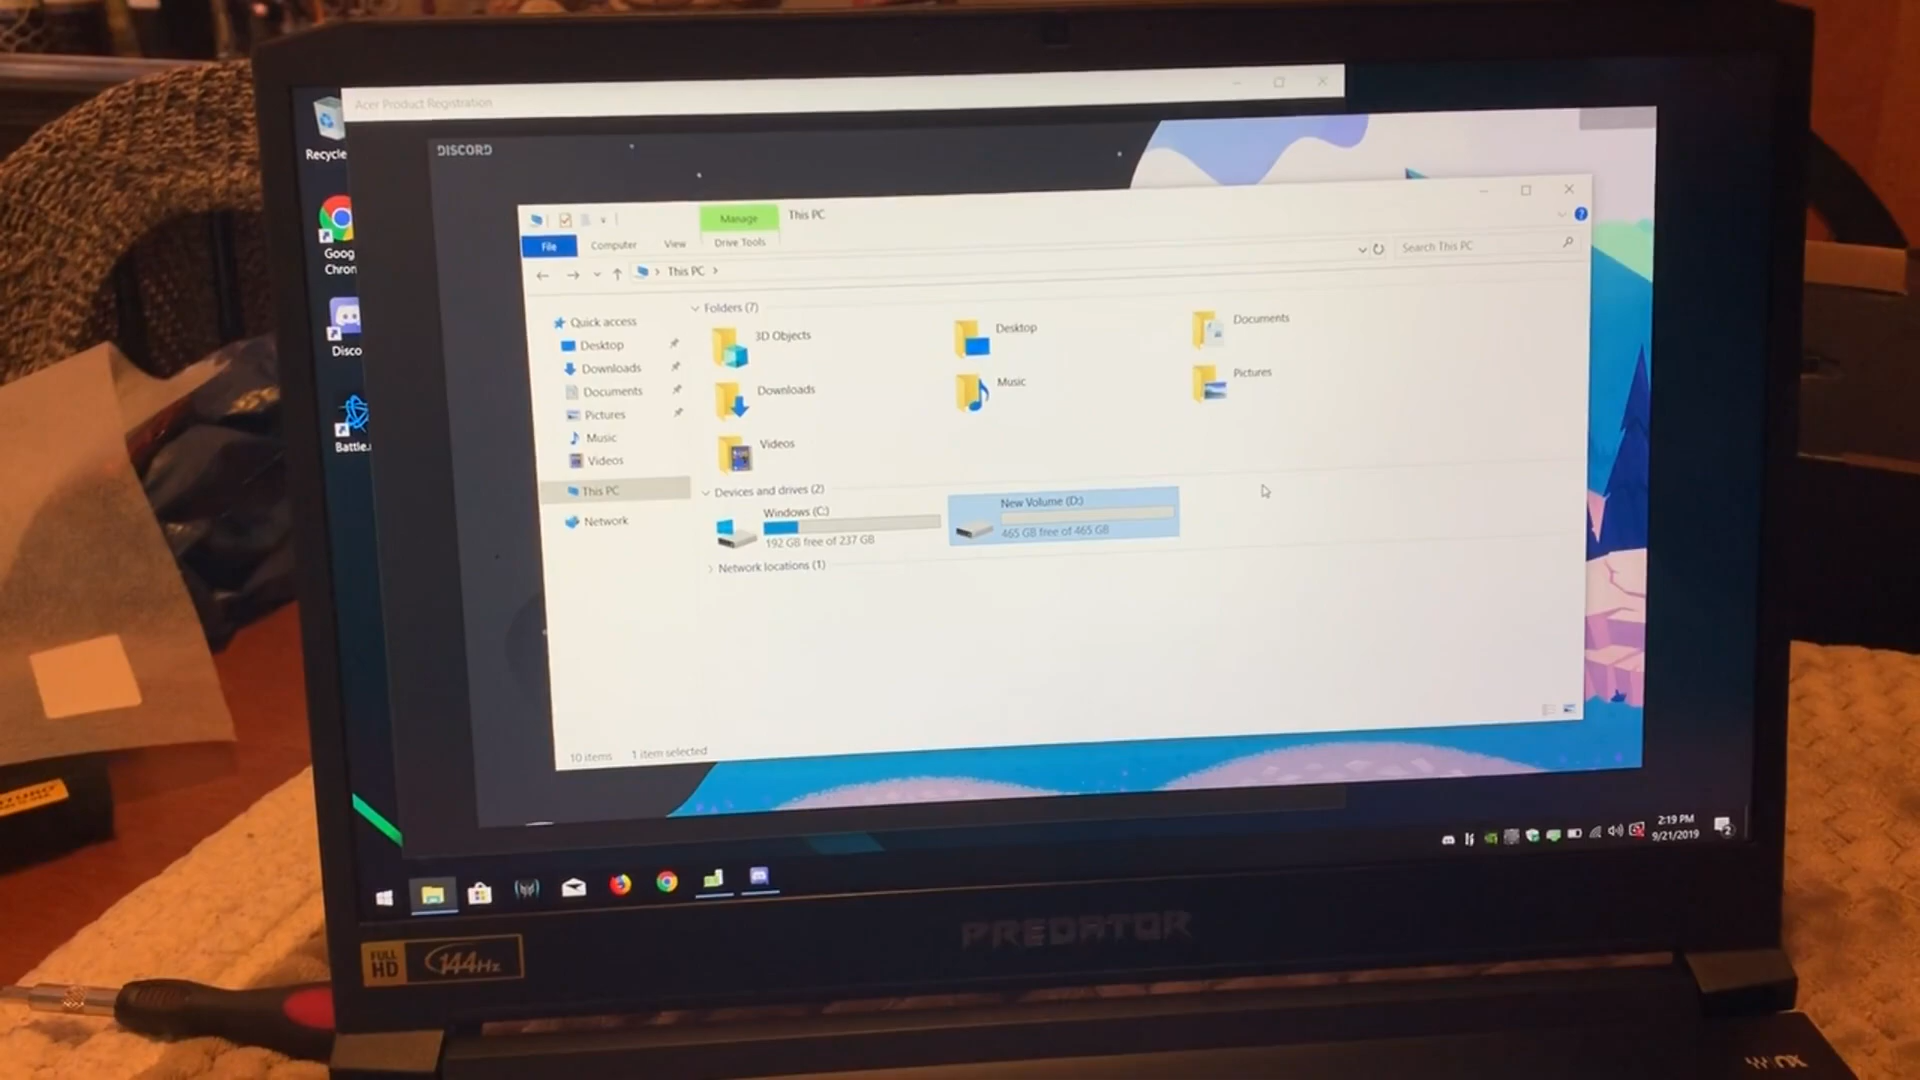 Acer Product Registration
Recycle
DISCORD
Manage
This PC
File
Computer
View
Drive Tools
This PC
Search This PC
Goog
Chrom
Disco
Battle.
Quick access
Desktop
Downloads
Documents
Pictures
Music
Videos
This PC
Network
Folders (7)
3D Objects
Desktop
Documents
Downloads
Music
Pictures
Videos
Devices and drives (2)
Windows (C:)
192 GB free of 237 GB
New Volume (D:)
465 GB free of 465 GB
Network locations (1)
10 items
1 item selected
2:19 PM
9/21/2019
2
PREDATOR
FULL
HD
144Hz